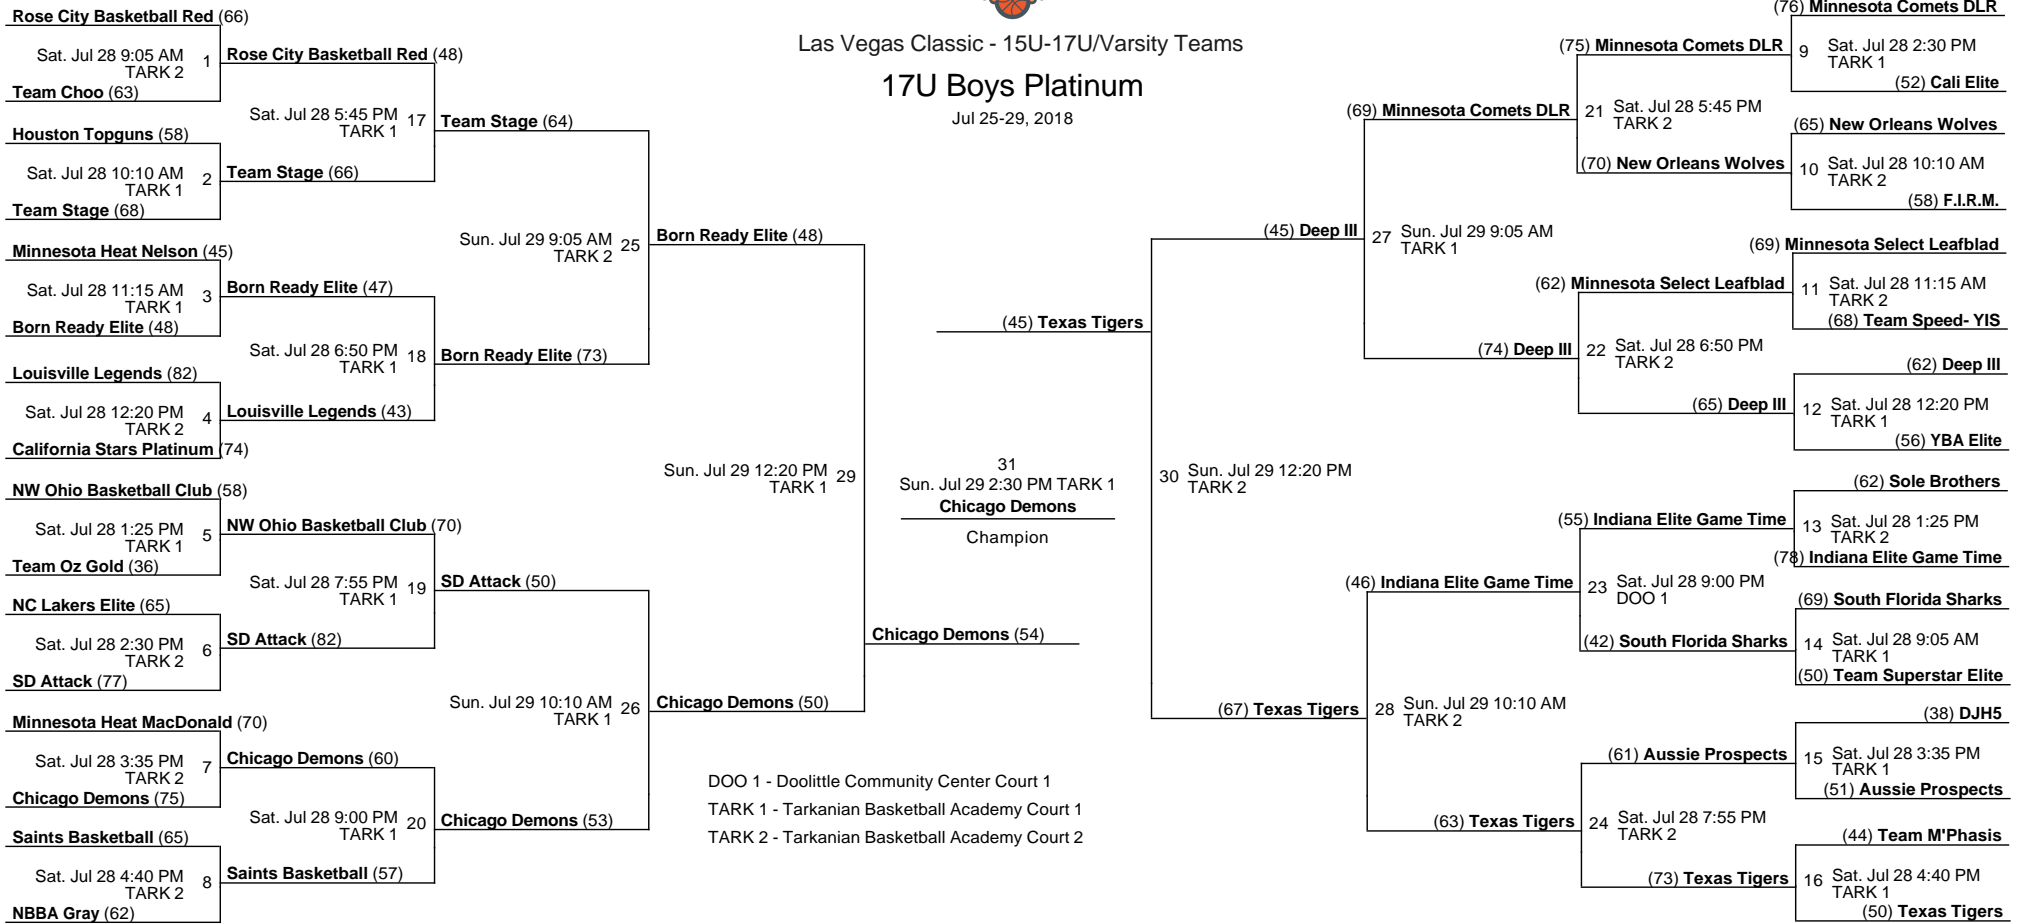 Las Vegas Classic - 15U-17U/Varsity Teams
17U Boys Platinum
Jul 25-29, 2018
Rose City Basketball Red (66)
Sat. Jul 28 9:05 AM 1
TARK 2
Team Choo (63)
Rose City Basketball Red (48)
Houston Topguns (58)
Sat. Jul 28 10:10 AM 2
TARK 1
Team Stage (68)
Team Stage (66)
Sat. Jul 28 5:45 PM 17
TARK 1
Team Stage (64)
Minnesota Heat Nelson (45)
Sat. Jul 28 11:15 AM 3
TARK 1
Born Ready Elite (48)
Born Ready Elite (47)
Louisville Legends (82)
Sat. Jul 28 12:20 PM 4
TARK 2
California Stars Platinum (74)
Louisville Legends (43)
Sat. Jul 28 6:50 PM 18
TARK 1
Born Ready Elite (73)
Sun. Jul 29 9:05 AM 25
TARK 2
Born Ready Elite (48)
NW Ohio Basketball Club (58)
Sat. Jul 28 1:25 PM 5
TARK 1
Team Oz Gold (36)
NW Ohio Basketball Club (70)
NC Lakers Elite (65)
Sat. Jul 28 2:30 PM 6
TARK 2
SD Attack (77)
SD Attack (82)
Sat. Jul 28 7:55 PM 19
TARK 1
SD Attack (50)
Minnesota Heat MacDonald (70)
Sat. Jul 28 3:35 PM 7
TARK 2
Chicago Demons (75)
Chicago Demons (60)
Saints Basketball (65)
Sat. Jul 28 4:40 PM 8
TARK 2
NBBA Gray (62)
Saints Basketball (57)
Sat. Jul 28 9:00 PM 20
TARK 1
Chicago Demons (53)
Sun. Jul 29 10:10 AM 26
TARK 1
Chicago Demons (50)
Sun. Jul 29 12:20 PM 29
TARK 1
Chicago Demons (54)
31
Sun. Jul 29 2:30 PM TARK 1
Chicago Demons
Champion
(45) Texas Tigers
30 Sun. Jul 29 12:20 PM
TARK 2
(45) Deep III
27 Sun. Jul 29 9:05 AM
TARK 1
(69) Minnesota Comets DLR
21 Sat. Jul 28 5:45 PM
TARK 2
(75) Minnesota Comets DLR
(76) Minnesota Comets DLR
9 Sat. Jul 28 2:30 PM
TARK 1
(52) Cali Elite
(70) New Orleans Wolves
(65) New Orleans Wolves
10 Sat. Jul 28 10:10 AM
TARK 2
(58) F.I.R.M.
(74) Deep III
22 Sat. Jul 28 6:50 PM
TARK 2
(62) Minnesota Select Leafblad
(69) Minnesota Select Leafblad
11 Sat. Jul 28 11:15 AM
TARK 2
(68) Team Speed- YIS
(65) Deep III
(62) Deep III
12 Sat. Jul 28 12:20 PM
TARK 1
(56) YBA Elite
(67) Texas Tigers
28 Sun. Jul 29 10:10 AM
TARK 2
(46) Indiana Elite Game Time
23 Sat. Jul 28 9:00 PM
DOO 1
(55) Indiana Elite Game Time
(62) Sole Brothers
13 Sat. Jul 28 1:25 PM
TARK 2
(78) Indiana Elite Game Time
(42) South Florida Sharks
(69) South Florida Sharks
14 Sat. Jul 28 9:05 AM
TARK 1
(50) Team Superstar Elite
(63) Texas Tigers
24 Sat. Jul 28 7:55 PM
TARK 2
(61) Aussie Prospects
(38) DJH5
15 Sat. Jul 28 3:35 PM
TARK 1
(51) Aussie Prospects
(73) Texas Tigers
(44) Team M'Phasis
16 Sat. Jul 28 4:40 PM
TARK 1
(50) Texas Tigers
DOO 1 - Doolittle Community Center Court 1
TARK 1 - Tarkanian Basketball Academy Court 1
TARK 2 - Tarkanian Basketball Academy Court 2